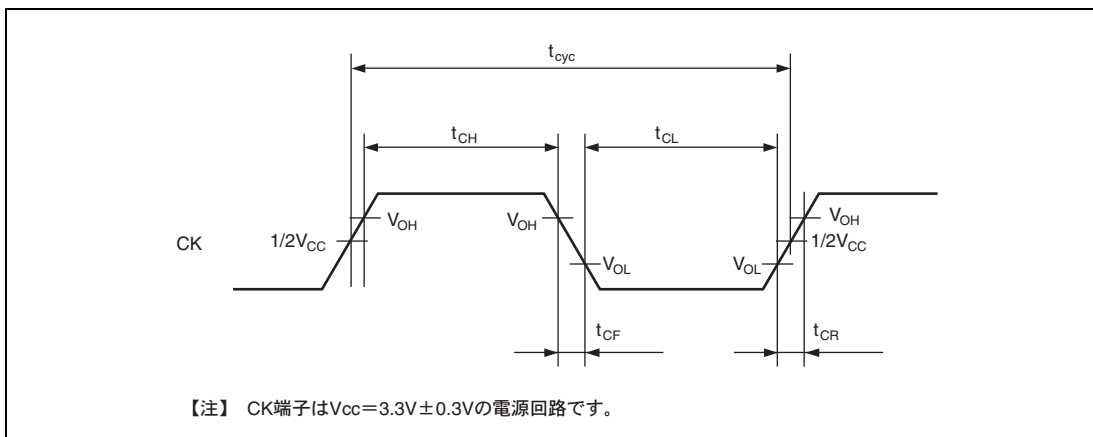 tcyc
tCH tCL
VOH VOH VOH
CK 1/2VCC 1/2VCC
VOL VOL
tCF tCR
【注】 CK端子はVcc＝3.3V±0.3Vの電源回路です。